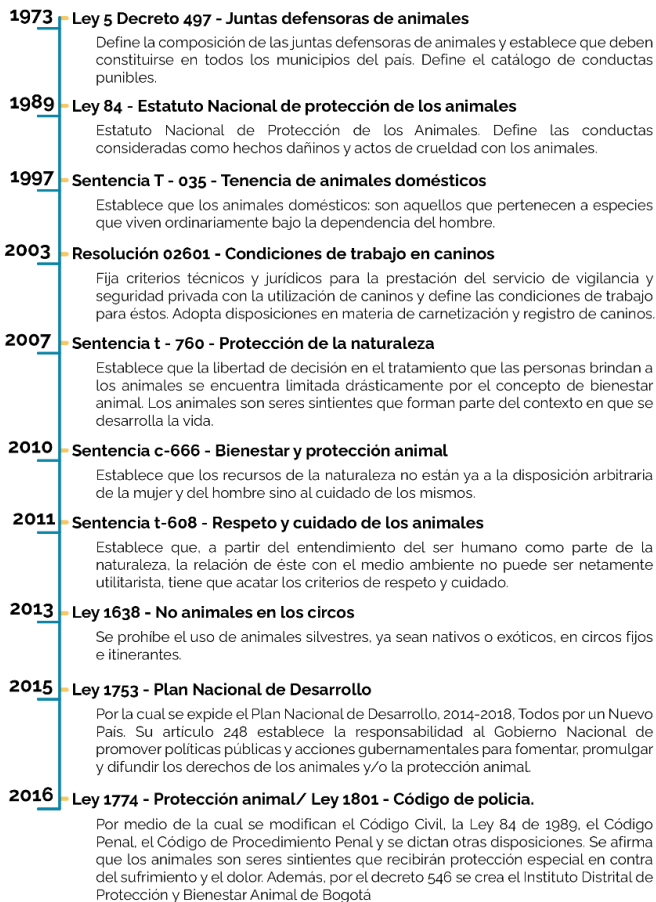 1973
Ley 5 Decreto 497 - Juntas defensoras de animales
Define la composición de las juntas defensoras de animales y establece que deben
constituirse en todos los municipios del país. Define el catálogo de conductas
punibles.
1989
Ley 84 - Estatuto Nacional de protección de los animales
Estatuto Nacional de Protección de los Animales. Define las conductas
consideradas como hechos dañinos y actos de crueldad con los animales.
1997
Sentencia T - 035 - Tenencia de animales domésticos
Establece que los animales domésticos: son aquellos que pertenecen a especies
que viven ordinariamente bajo la dependencia del hombre.
2003
Resolución 02601 - Condiciones de trabajo en caninos
Fija criterios técnicos y jurídicos para la prestación del servicio de vigilancia y
seguridad privada con la utilización de caninos y define las condiciones de trabajo
para éstos. Adopta disposiciones en materia de carnetización y registro de caninos.
2007
Sentencia t - 760 - Protección de la naturaleza
Establece que la libertad de decisión en el tratamiento que las personas brindan a
los animales se encuentra limitada drásticamente por el concepto de bienestar
animal. Los animales son seres sintientes que forman parte del contexto en que se
desarrolla la vida.
2010
Sentencia c-666 - Bienestar y protección animal
Establece que los recursos de la naturaleza no están ya a la disposición arbitraria
de la mujer y del hombre sino al cuidado de los mismos.
2011
Sentencia t-608 - Respeto y cuidado de los animales
Establece que, a partir del entendimiento del ser humano como parte de la
naturaleza, la relación de éste con el medio ambiente no puede ser netamente
utilitarista, tiene que acatar los criterios de respeto y cuidado.
2013
Ley 1638 - No animales en los circos
Se prohíbe el uso de animales silvestres, ya sean nativos o exóticos, en circos fijos
e itinerantes.
2015
Ley 1753 - Plan Nacional de Desarrollo
Por la cual se expide el Plan Nacional de Desarrollo, 2014-2018, Todos por un Nuevo
País. Su artículo 248 establece la responsabilidad al Gobierno Nacional de
promover políticas públicas y acciones gubernamentales para fomentar, promulgar
y difundir los derechos de los animales y/o la protección animal.
2016
Ley 1774 - Protección animal/ Ley 1801 - Código de policia.
Por medio de la cual se modifican el Código Civil, la Ley 84 de 1989, el Código
Penal, el Código de Procedimiento Penal y se dictan otras disposiciones. Se afirma
que los animales son seres sintientes que recibirán protección especial en contra
del sufrimiento y el dolor. Además, por el decreto 546 se crea el Instituto Distrital de
Protección y Bienestar Animal de Bogotá